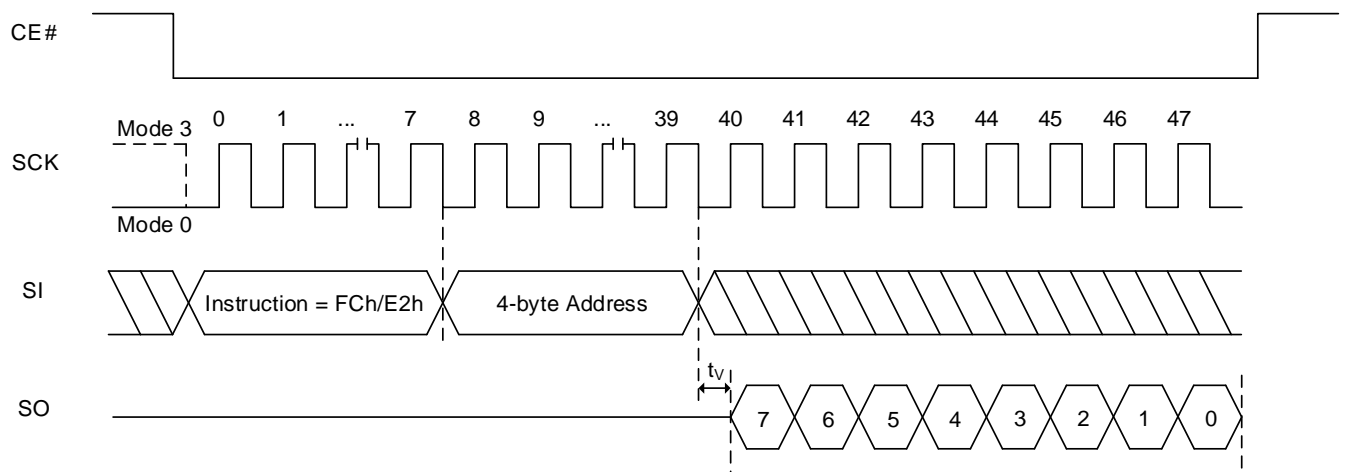 CE#
Mode 3 0 1 ... 7 8 9 ... 39 40 41 42 43 44 45 46 47
SCK
Mode 0
SI Instruction = FCh/E2h 4-byte Address
tV
SO 7 6 5 4 3 2 1 0